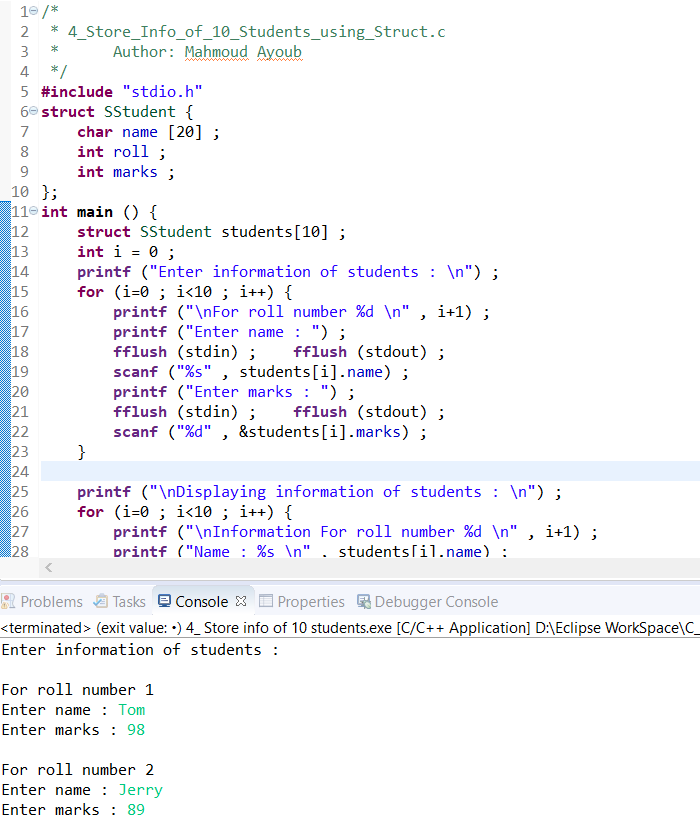 1 /*
2  * 4_Store_Info_of_10_Students_using_Struct.c
3  *      Author: Mahmoud Ayoub
4  */
5 #include "stdio.h"
6 struct SStudent {
7     char name [20] ;
8     int roll ;
9     int marks ;
10 };
11 int main () {
12     struct SStudent students[10] ;
13     int i = 0 ;
14     printf ("Enter information of students : \n") ;
15     for (i=0 ; i<10 ; i++) {
16         printf ("\nFor roll number %d \n" , i+1) ;
17         printf ("Enter name : ") ;
18         fflush (stdin) ;    fflush (stdout) ;
19         scanf ("%s" , students[i].name) ;
20         printf ("Enter marks : ") ;
21         fflush (stdin) ;    fflush (stdout) ;
22         scanf ("%d" , &students[i].marks) ;
23     }
24
25     printf ("\nDisplaying information of students : \n") ;
26     for (i=0 ; i<10 ; i++) {
27         printf ("\nInformation For roll number %d \n" , i+1) ;
28         printf ("Name : %s \n" , students[i].name) ;
Problems Tasks Console Properties Debugger Console
<terminated> (exit value: •) 4_ Store info of 10 students.exe [C/C++ Application] D:\Eclipse WorkSpace\C_
Enter information of students :
For roll number 1
Enter name : Tom
Enter marks : 98
For roll number 2
Enter name : Jerry
Enter marks : 89